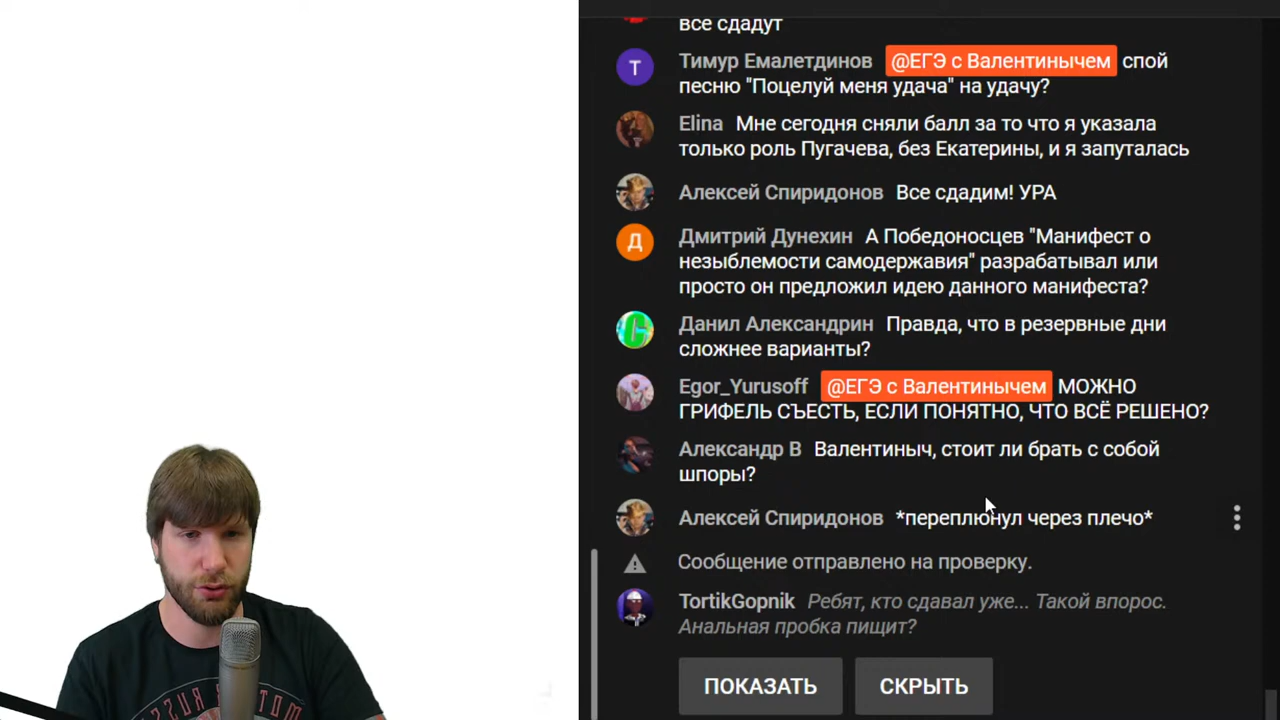 все сдадут
Тимур Емалетдинов @ЕГЭ с Валентинычем спой
песню "Поцелуй меня удача" на удачу?
Elina Мне сегодня сняли балл за то что я указала
только роль Пугачева, без Екатерины, и я запуталась
Алексей Спиридонов Все сдадим! УРА
Дмитрий Дунехин А Победоносцев "Манифест о
незыблемости самодержавия" разрабатывал или
просто он предложил идею данного манифеста?
Данил Александрин Правда, что в резервные дни
сложнее варианты?
Egor_Yurusoff @ЕГЭ с Валентинычем МОЖНО
ГРИФЕЛЬ СЪЕСТЬ, ЕСЛИ ПОНЯТНО, ЧТО ВСЁ РЕШЕНО?
Александр В Валентиныч, стоит ли брать с собой
шпоры?
Алексей Спиридонов *переплюнул через плечо*
Сообщение отправлено на проверку.
TortikGopnik Ребят, кто сдавал уже... Такой впорос.
Анальная пробка пищит?
ПОКАЗАТЬ СКРЫТЬ